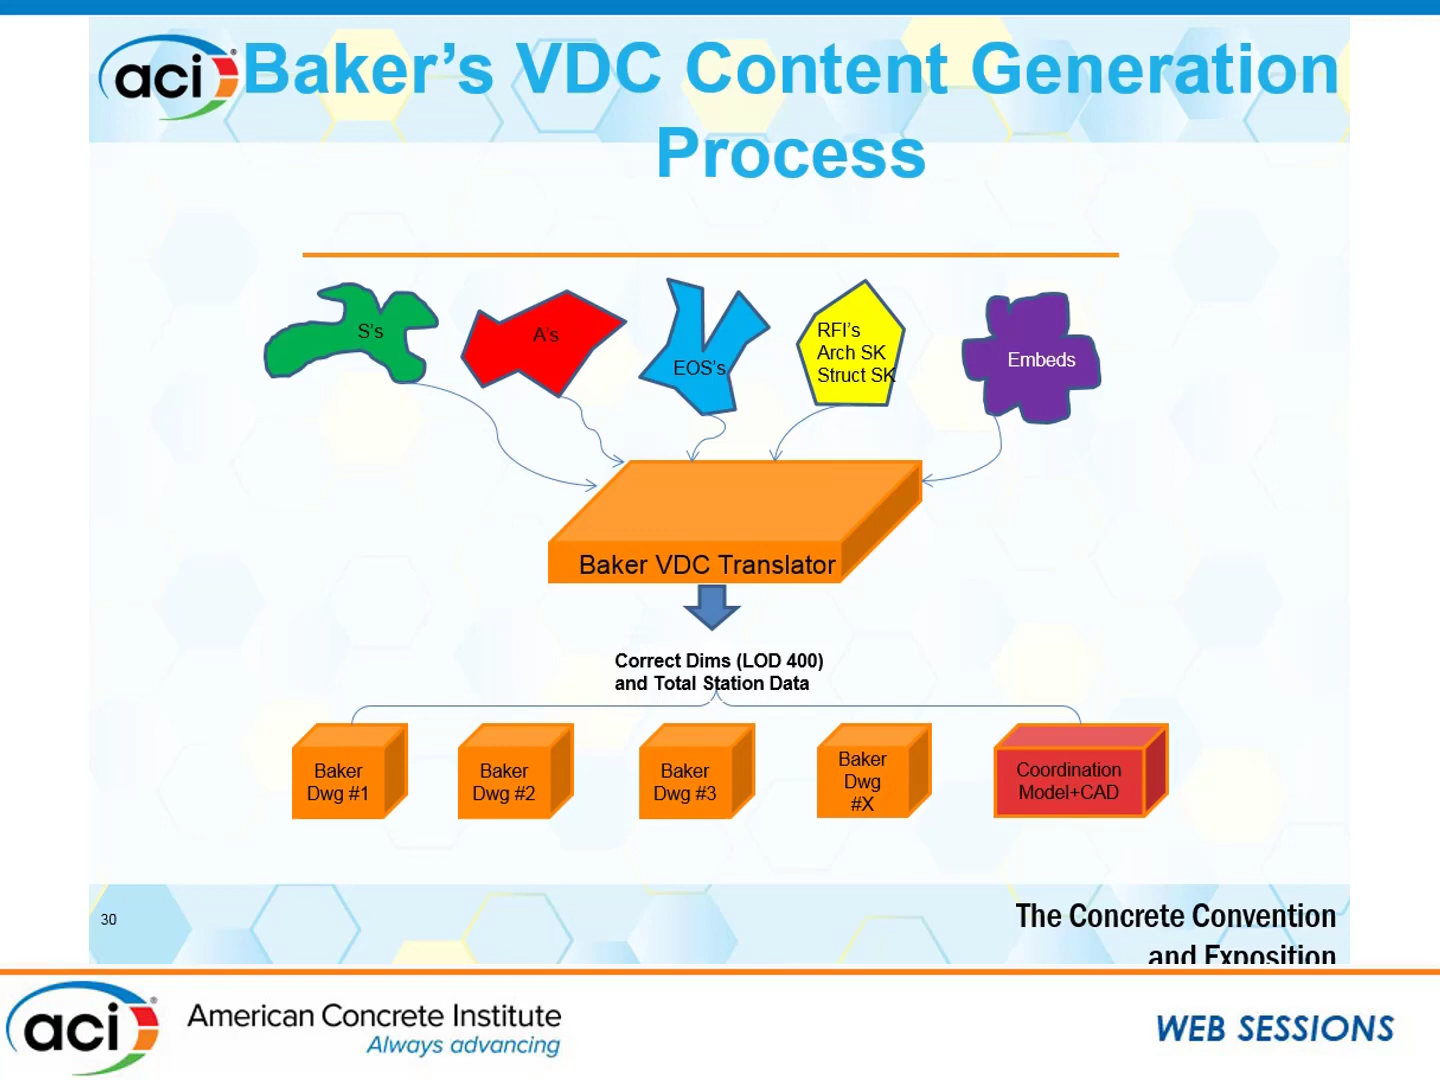 aci®
Baker’s VDC Content Generation
Process
S’s
A’s
EOS’s
RFI’s
Arch SK
Struct SK
Embeds
Baker VDC Translator
Correct Dims (LOD 400)
and Total Station Data
Baker
Dwg #1
Baker
Dwg #2
Baker
Dwg #3
Baker
Dwg
#X
Coordination
Model+CAD
30
The Concrete Convention
and Exposition
aci®
American Concrete Institute
Always advancing
WEB SESSIONS